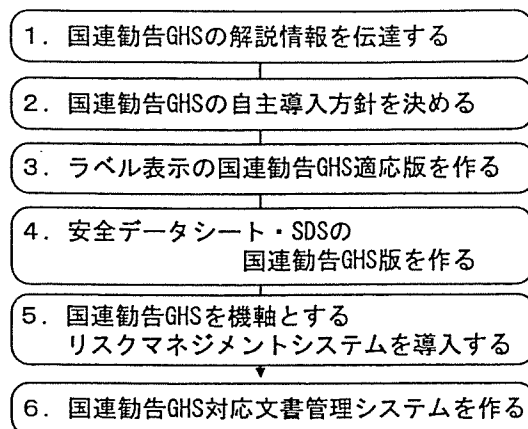 1. 国連勧告GHSの解説情報を伝達する
2. 国連勧告GHSの自主導入方針を決める
3. ラベル表示の国連勧告GHS適応版を作る
4. 安全データシート・SDSの
国連勧告GHS版を作る
5. 国連勧告GHSを機軸とする
リスクマネジメントシステムを導入する
6. 国連勧告GHS対応文書管理システムを作る